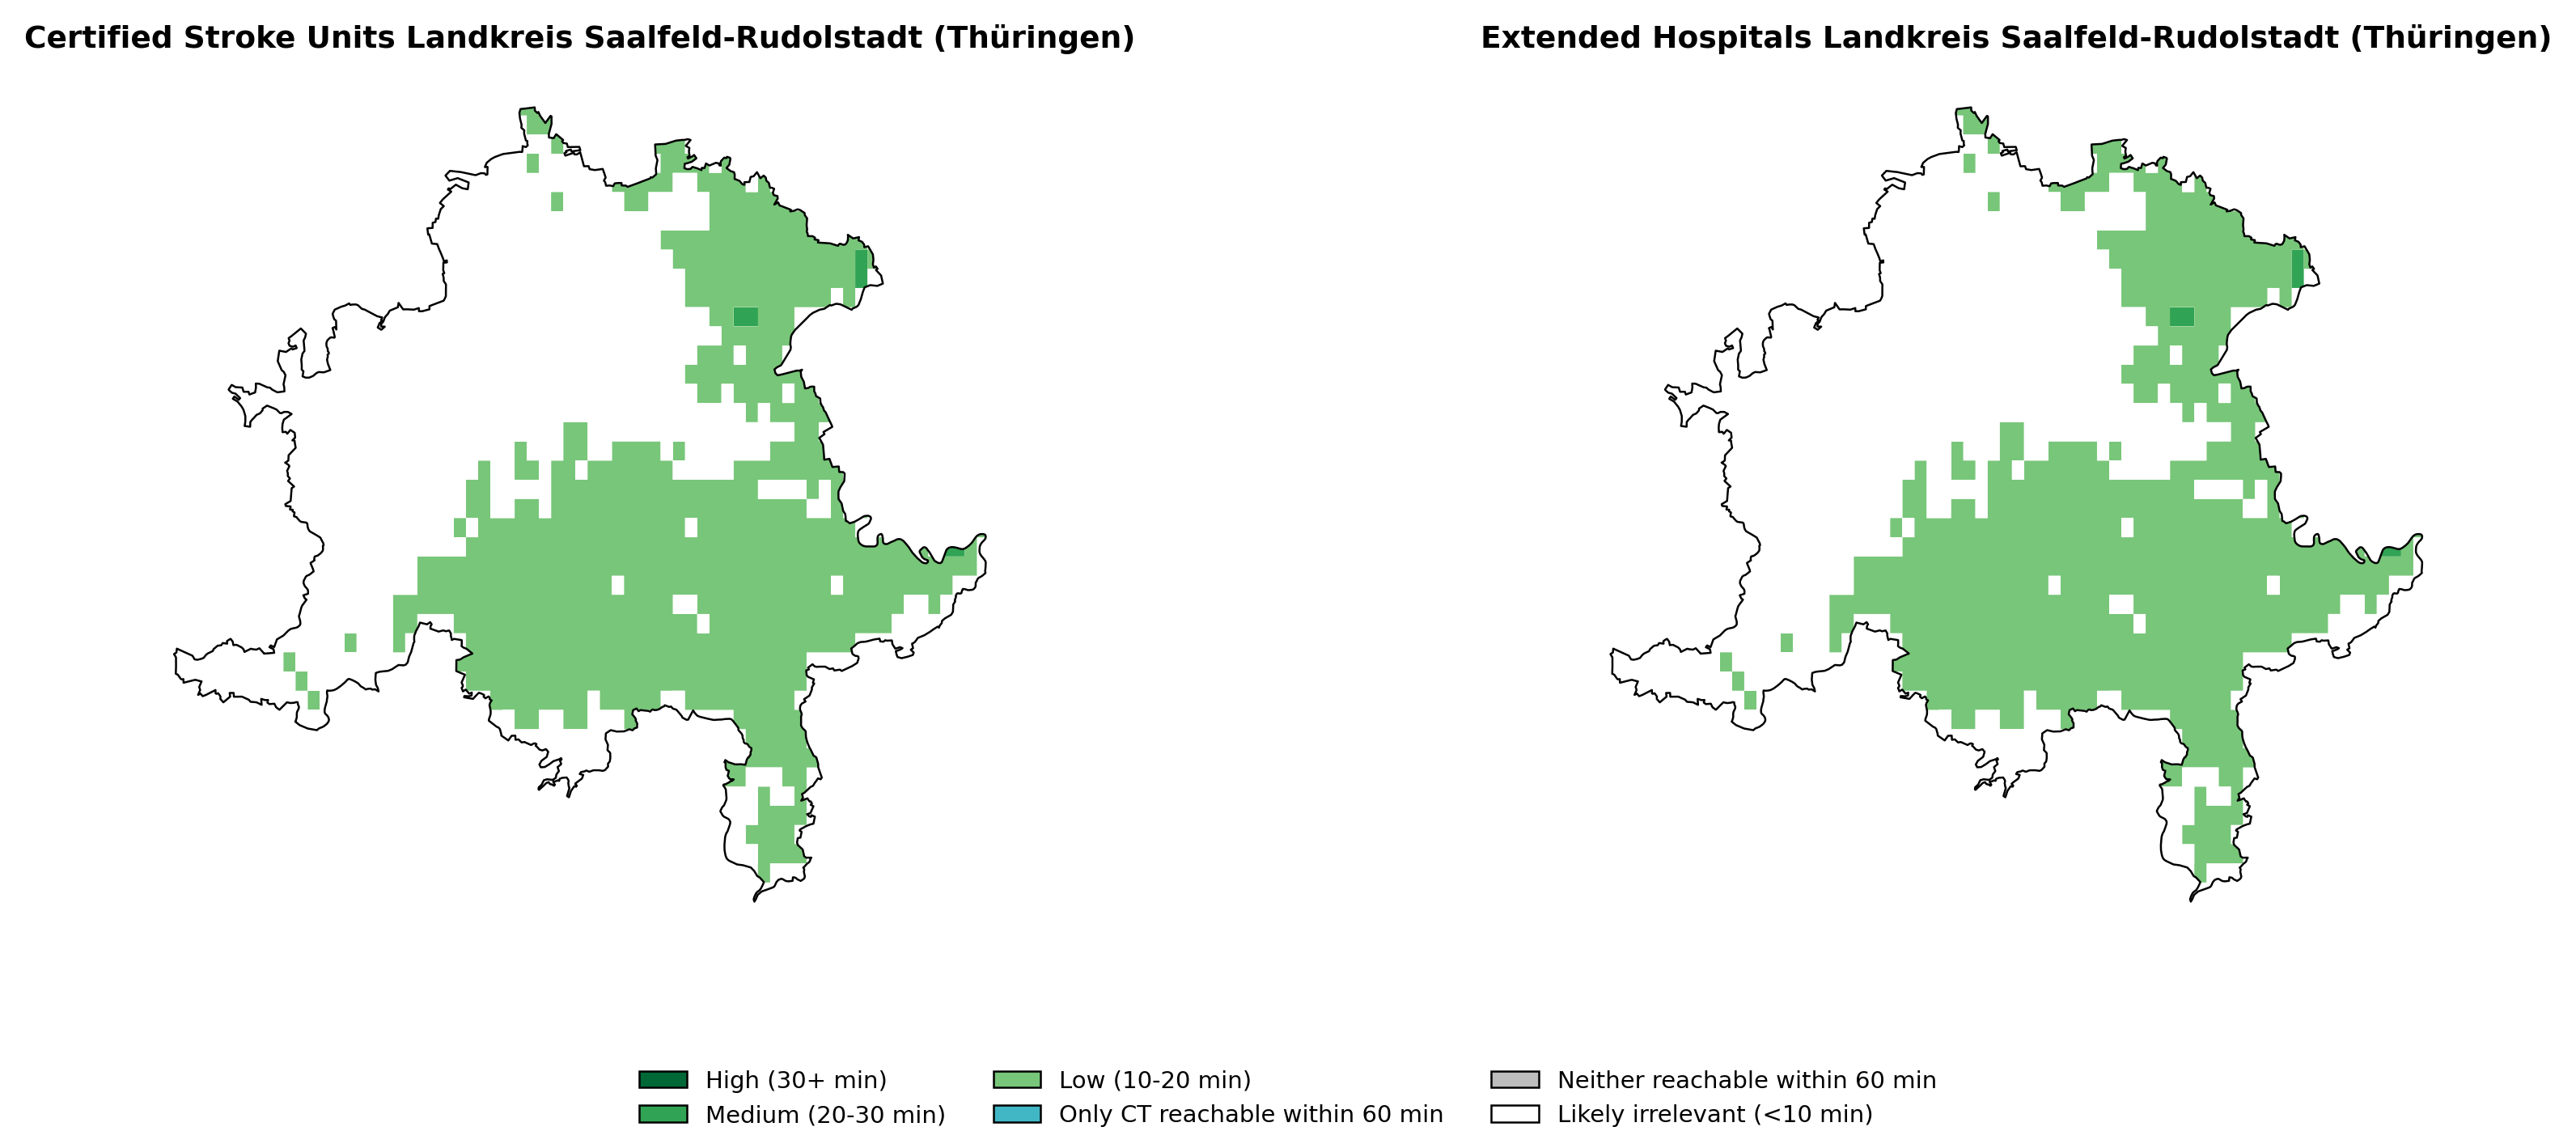 Certified Stroke Units Landkreis Saalfeld-Rudolstadt (Thüringen)
Extended Hospitals Landkreis Saalfeld-Rudolstadt (Thüringen)
High (30+ min)
Medium (20-30 min)
Low (10-20 min)
Only CT reachable within 60 min
Neither reachable within 60 min
Likely irrelevant (<10 min)